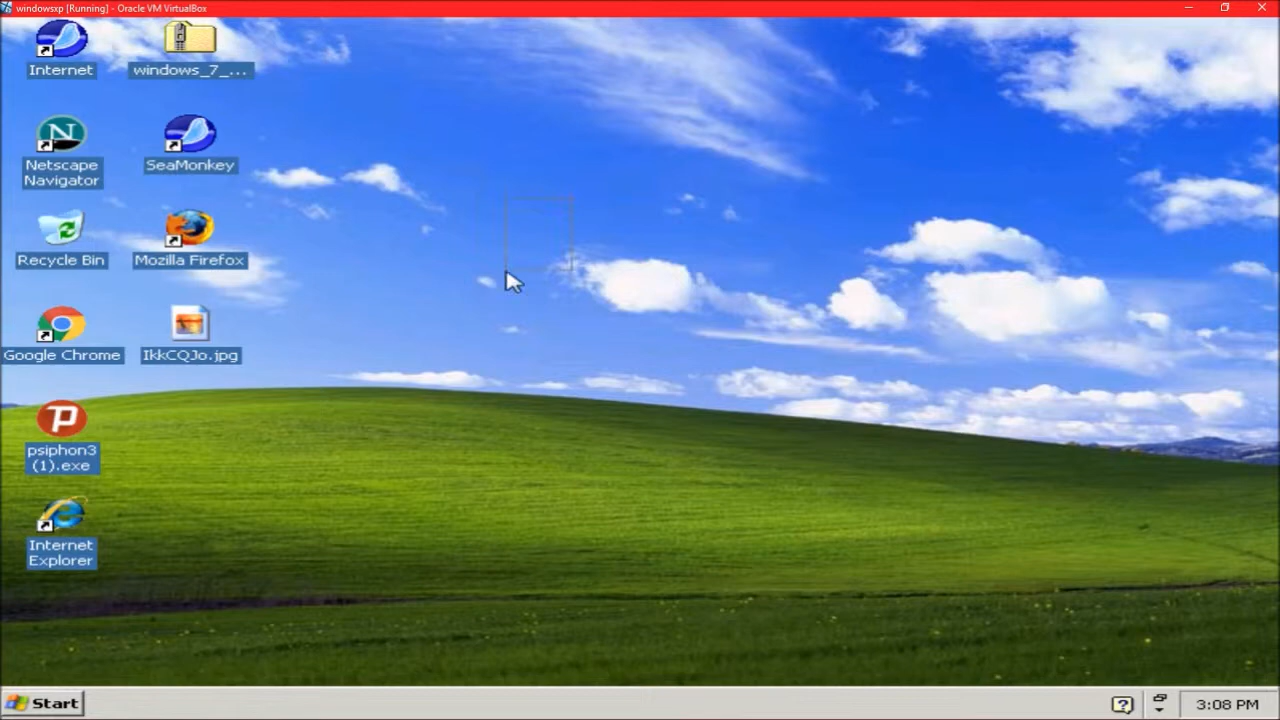 windowsxp [Running] - Oracle VM VirtualBox
Internet
windows_7_...
Netscape
Navigator
SeaMonkey
Recycle Bin
Mozilla Firefox
Google Chrome
IkkCQJo.jpg
psiphon3
(1).exe
Internet
Explorer
Start
3:08 PM